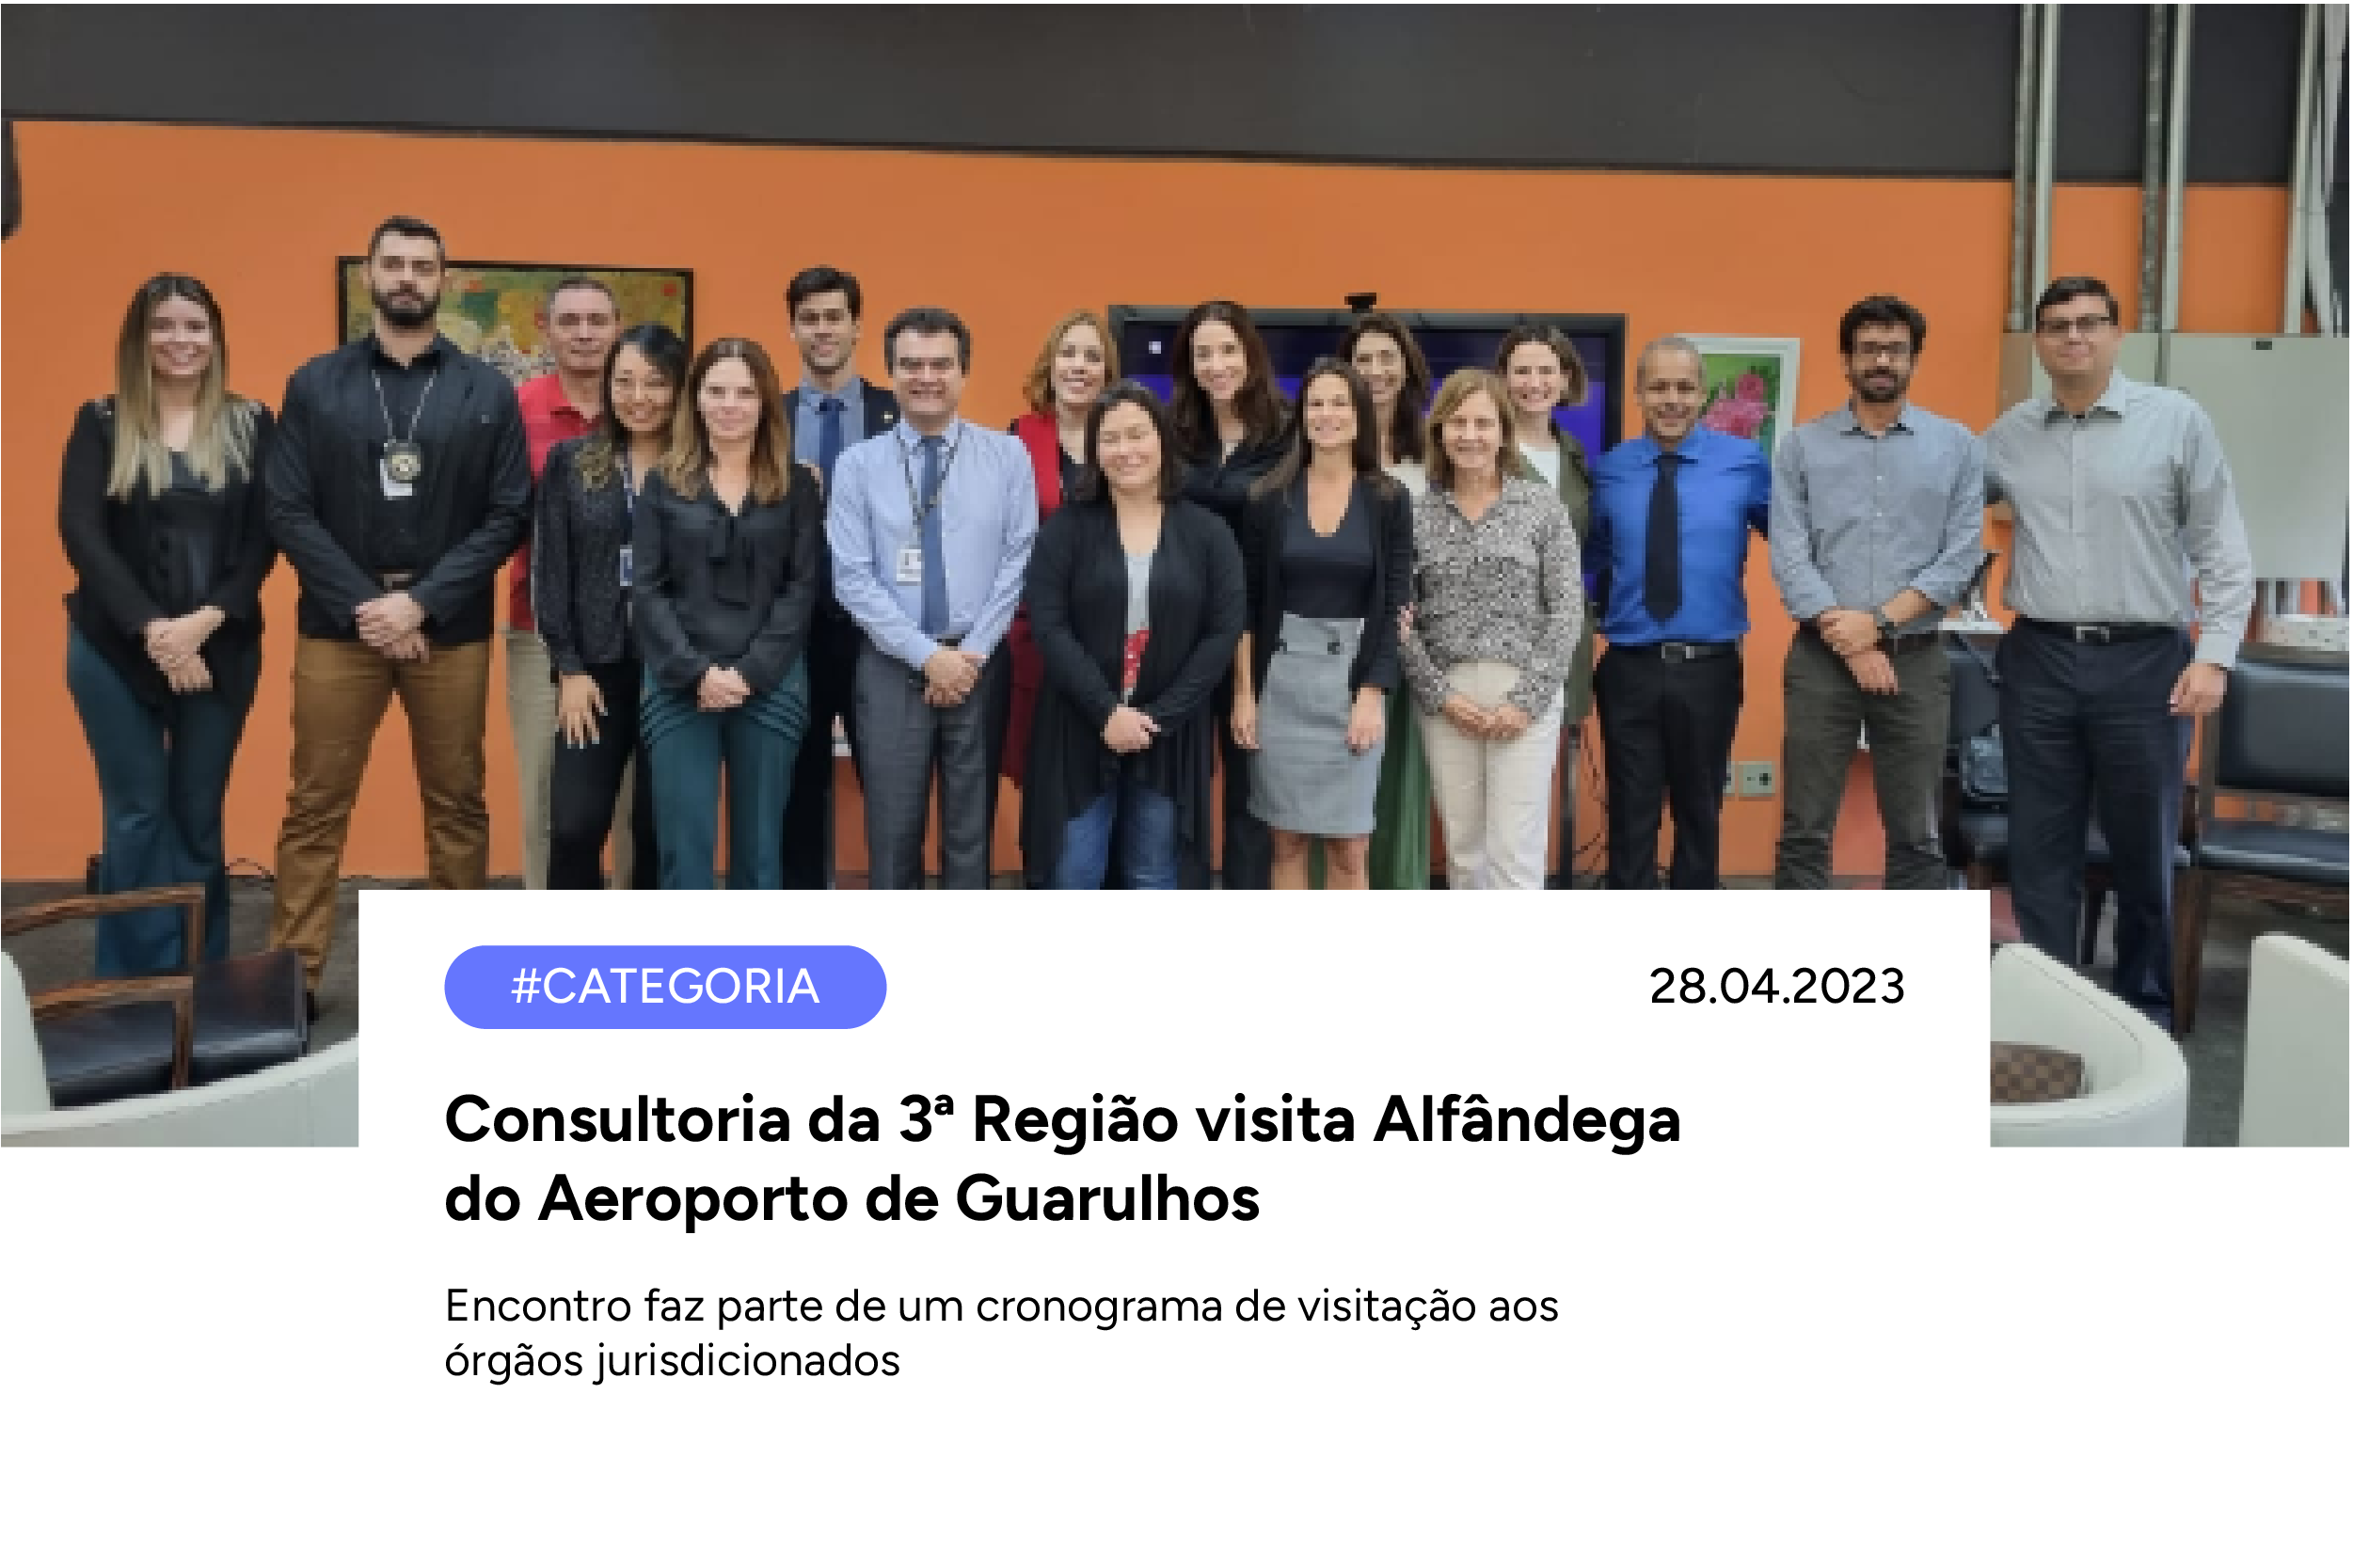 #CATEGORIA
28.04.2023
Consultoria da 3ª Região visita Alfândega
do Aeroporto de Guarulhos
Encontro faz parte de um cronograma de visitação aos
órgãos jurisdicionados